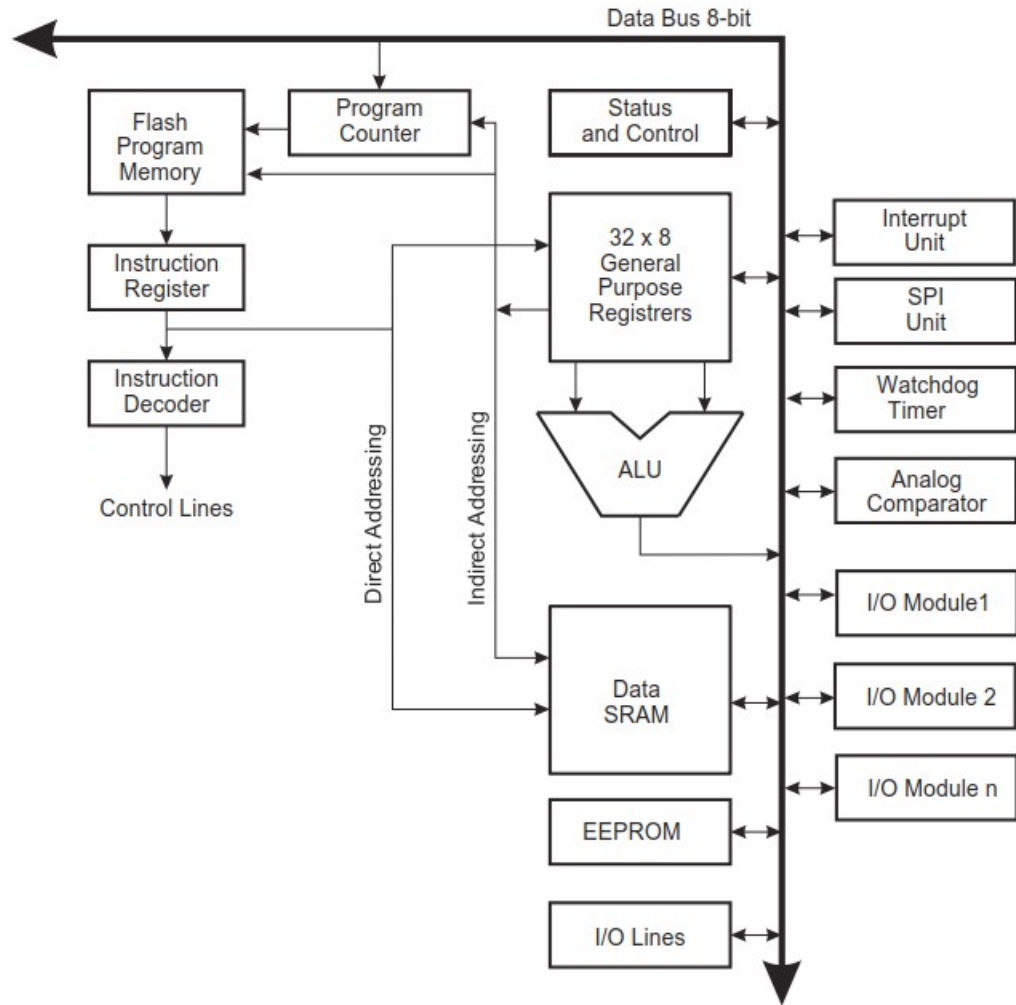 Data Bus 8-bit
Flash
Program
Memory
Program
Counter
Status
and Control
32 x 8
General
Purpose
Registrers
Interrupt
Unit
Instruction
Register
SPI
Unit
Instruction
Decoder
Watchdog
Timer
ALU
Analog
Comparator
Control Lines
Direct Addressing
Indirect Addressing
I/O Module1
Data
SRAM
I/O Module 2
I/O Module n
EEPROM
I/O Lines